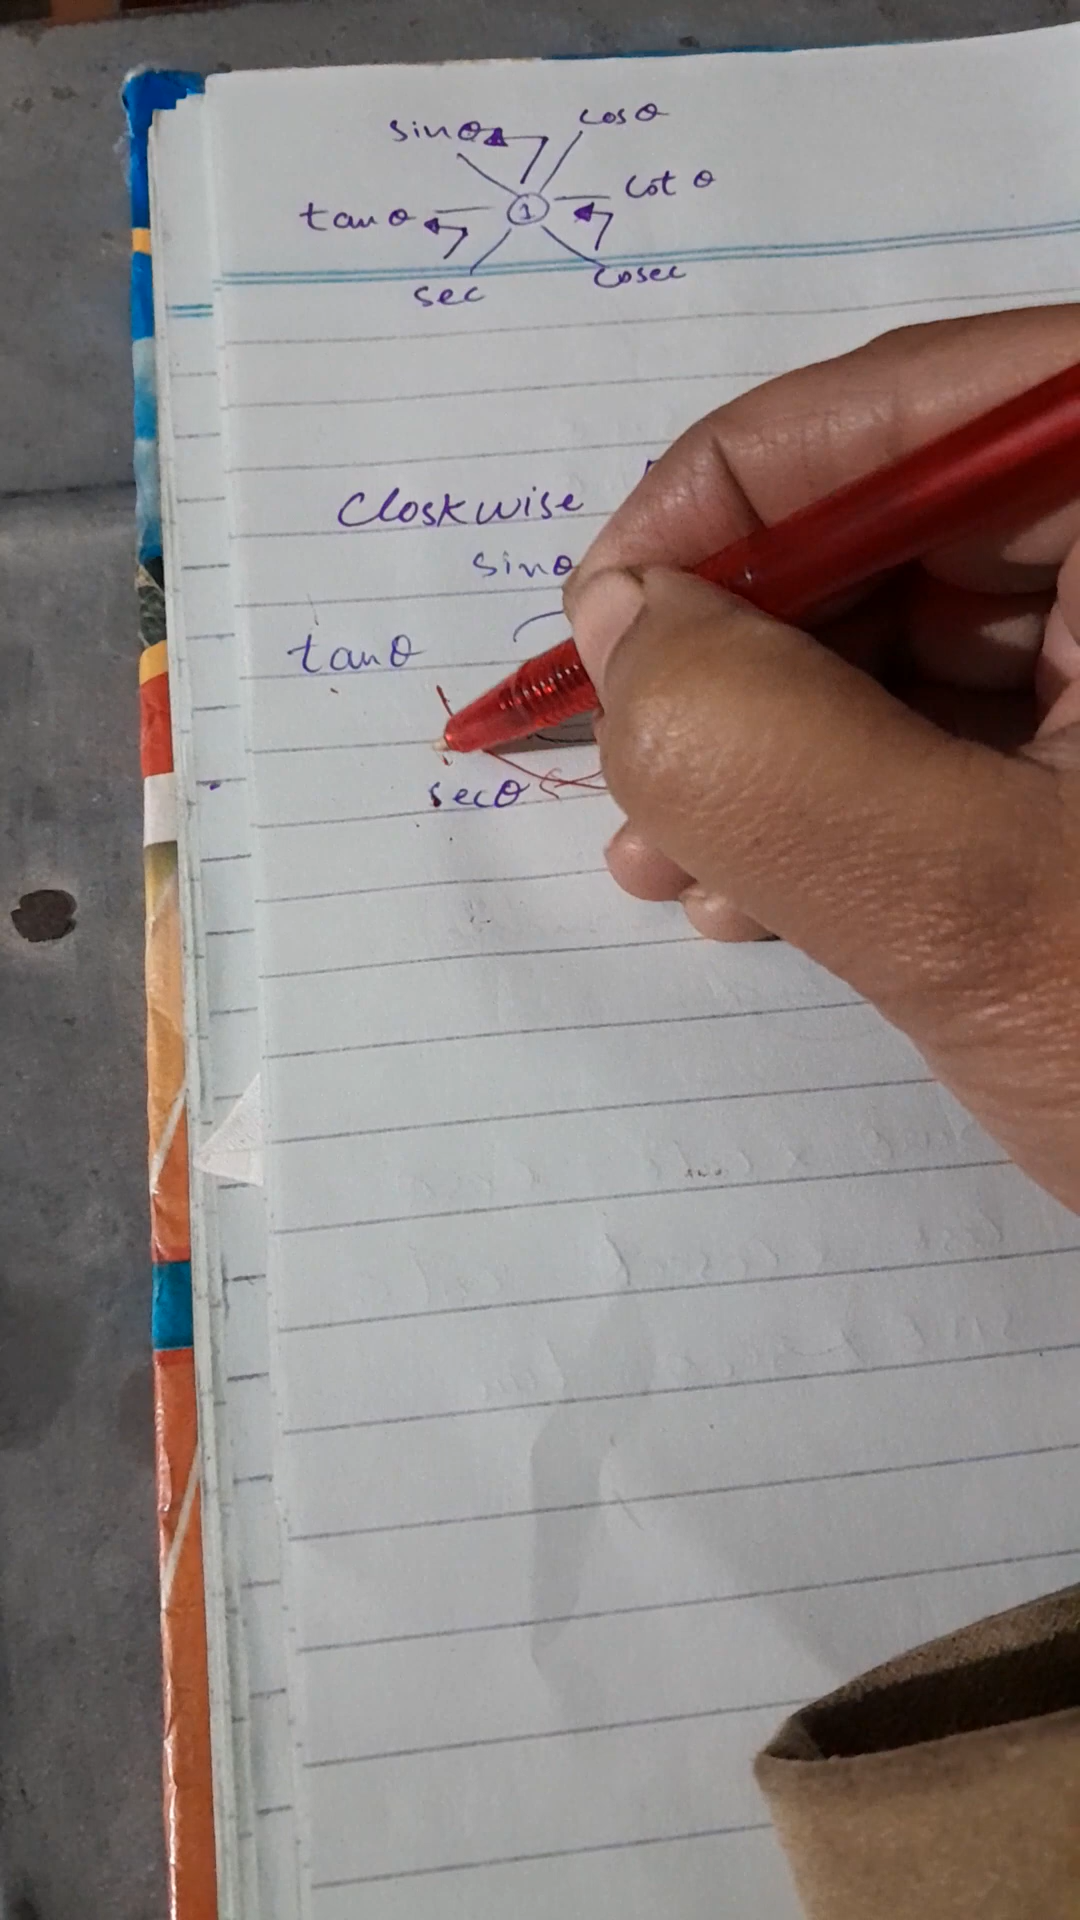 sinθ cosθ
tanθ 1 cot θ
sec cosec
Closkwise
sinθ
tanθ
secθ